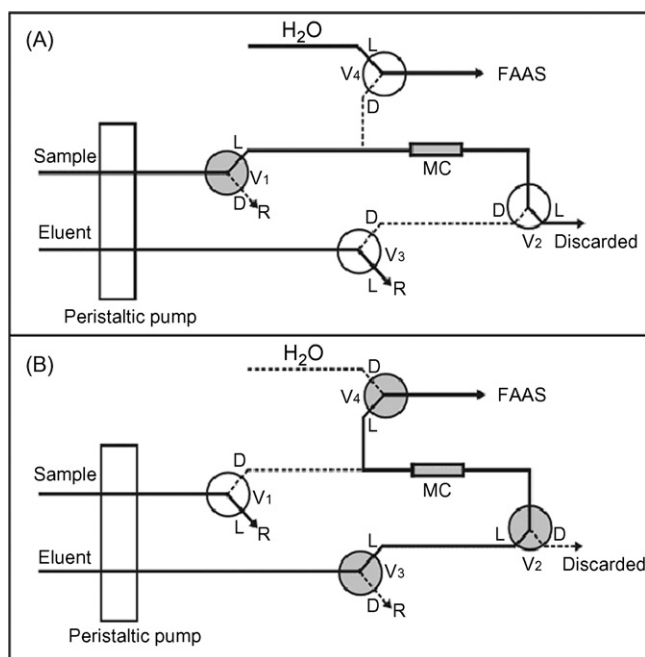 (A)
H2O
L
V4
FAAS
D
Sample
L
V1
MC
D
R
D
L
V2
Discarded
Eluent
D
V3
L
R
Peristaltic pump
(B)
H2O
D
V4
FAAS
L
Sample
D
V1
MC
L
R
L
D
V2
Discarded
Eluent
L
V3
D
R
Peristaltic pump